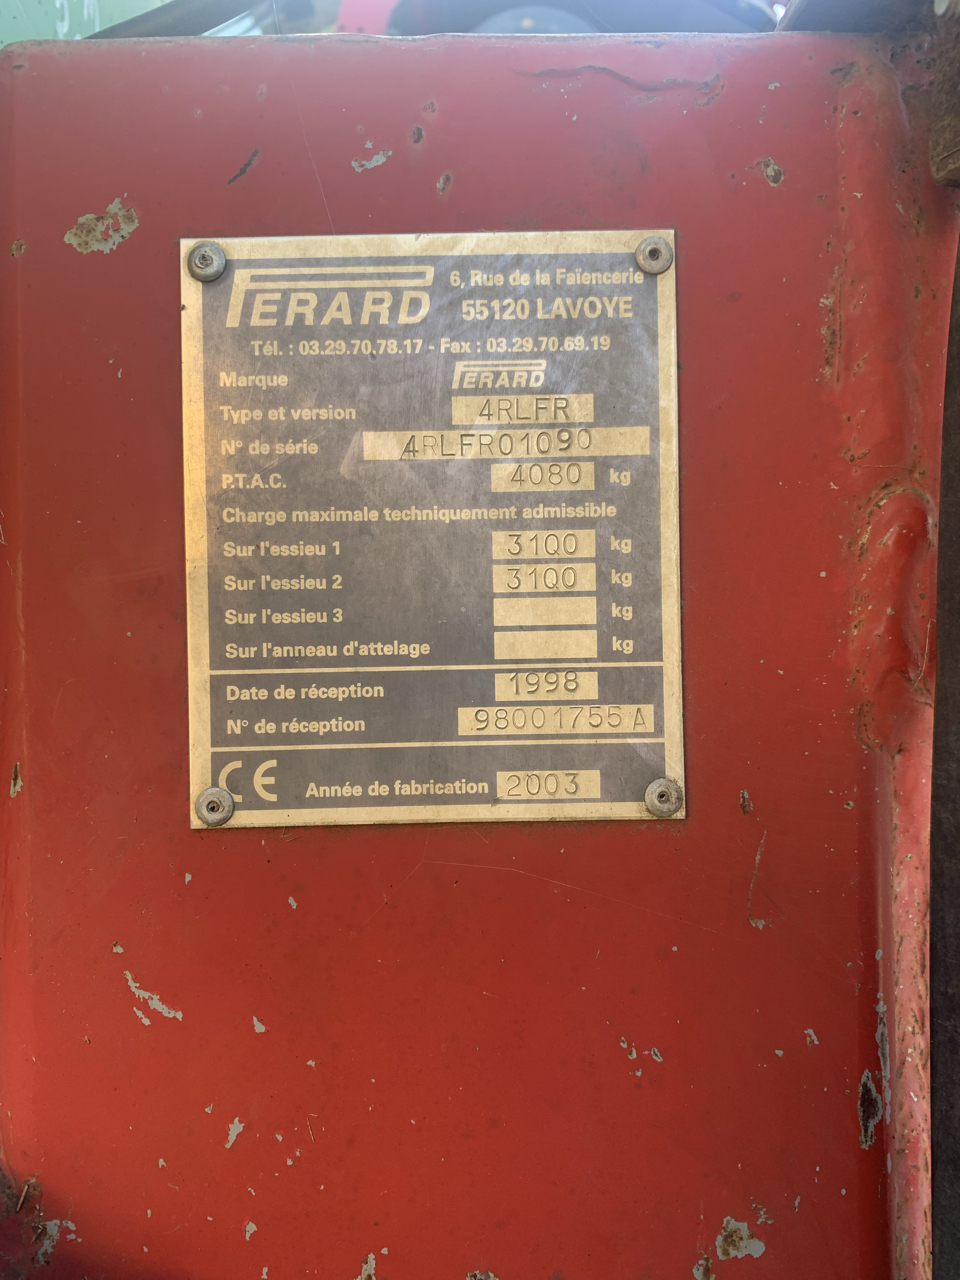 PERARD
6, Rue de la Faïencerie
55120 LAVOYE
Tél. : 03.29.70.78.17 - Fax : 03.29.70.69.19
Marque PERARD
Type et version 4RLFR
N° de série 4RLFR01090
P.T.A.C. 4080 kg
Charge maximale techniquement admissible
Sur l'essieu 1 3100 kg
Sur l'essieu 2 3100 kg
Sur l'essieu 3 kg
Sur l'anneau d'attelage kg
Date de réception 1998
N° de réception 98001755A
CE Année de fabrication 2003